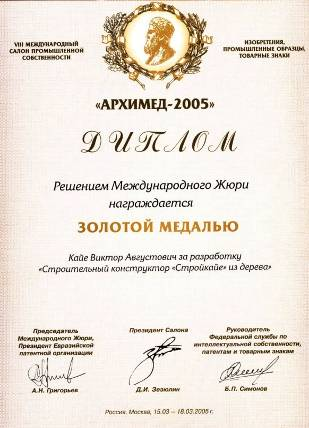 VIII МЕЖДУНАРОДНЫЙ
САЛОН ПРОМЫШЛЕННОЙ
СОБСТВЕННОСТИ
ИЗОБРЕТЕНИЯ,
ПРОМЫШЛЕННЫЕ ОБРАЗЦЫ,
ТОВАРНЫЕ ЗНАКИ
«АРХИМЕД-2005»
ДИПЛОМ
Решением Международного Жюри
награждается
ЗОЛОТОЙ МЕДАЛЬЮ
Кайе Виктор Августович за разработку
«Строительный конструктор «Стройкайе» из дерева»
Председатель
Международного Жюри,
Президент Евразийской
патентной организации
А.Н. Григорьев
Президент Салона
Д.И. Зезюлин
Руководитель
Федеральной службы по
интеллектуальной собственности,
патентам и товарным знакам
Б.П. Симонов
Россия, Москва, 15.03 – 18.03.2005 г.